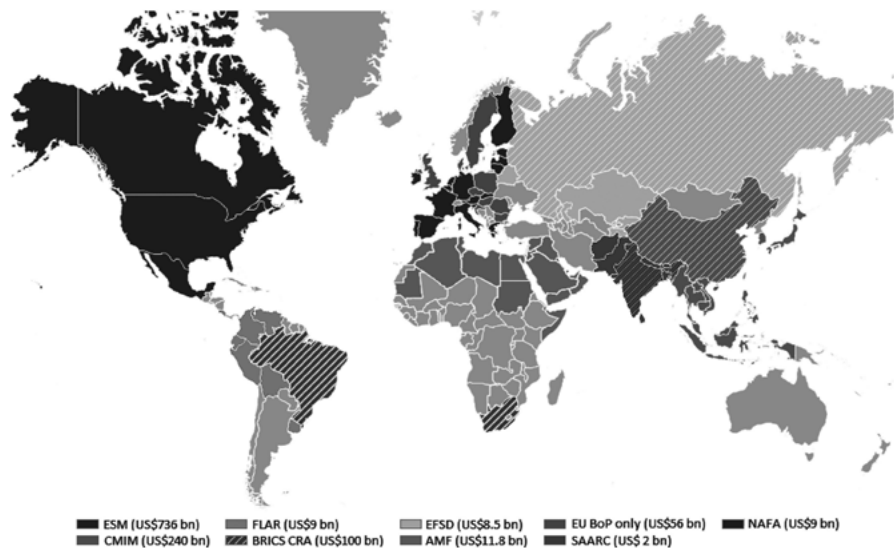 ESM (US$736 bn) FLAR (US$9 bn) EFSD (US$8.5 bn) EU BoP only (US$56 bn) NAFA (US$9 bn)
CMIM (US$240 bn) BRICS CRA (US$100 bn) AMF (US$11.8 bn) SAARC (US$ 2 bn)